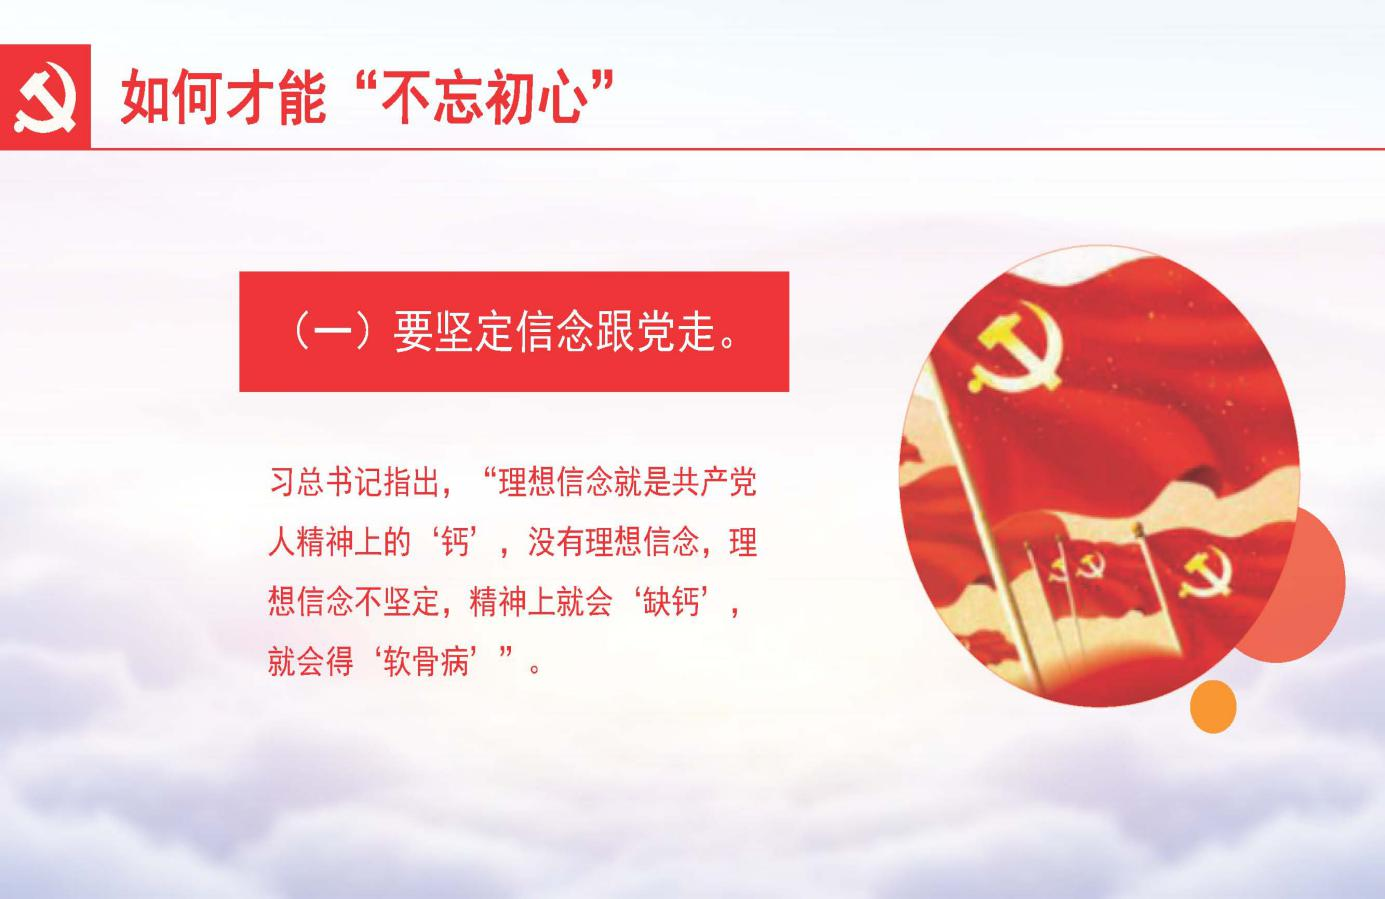 如何才能“不忘初心”
（一）要坚定信念跟党走。
习总书记指出，“理想信念就是共产党
人精神上的‘钙’，没有理想信念，理
想信念不坚定，精神上就会‘缺钙’，
就会得‘软骨病’”。